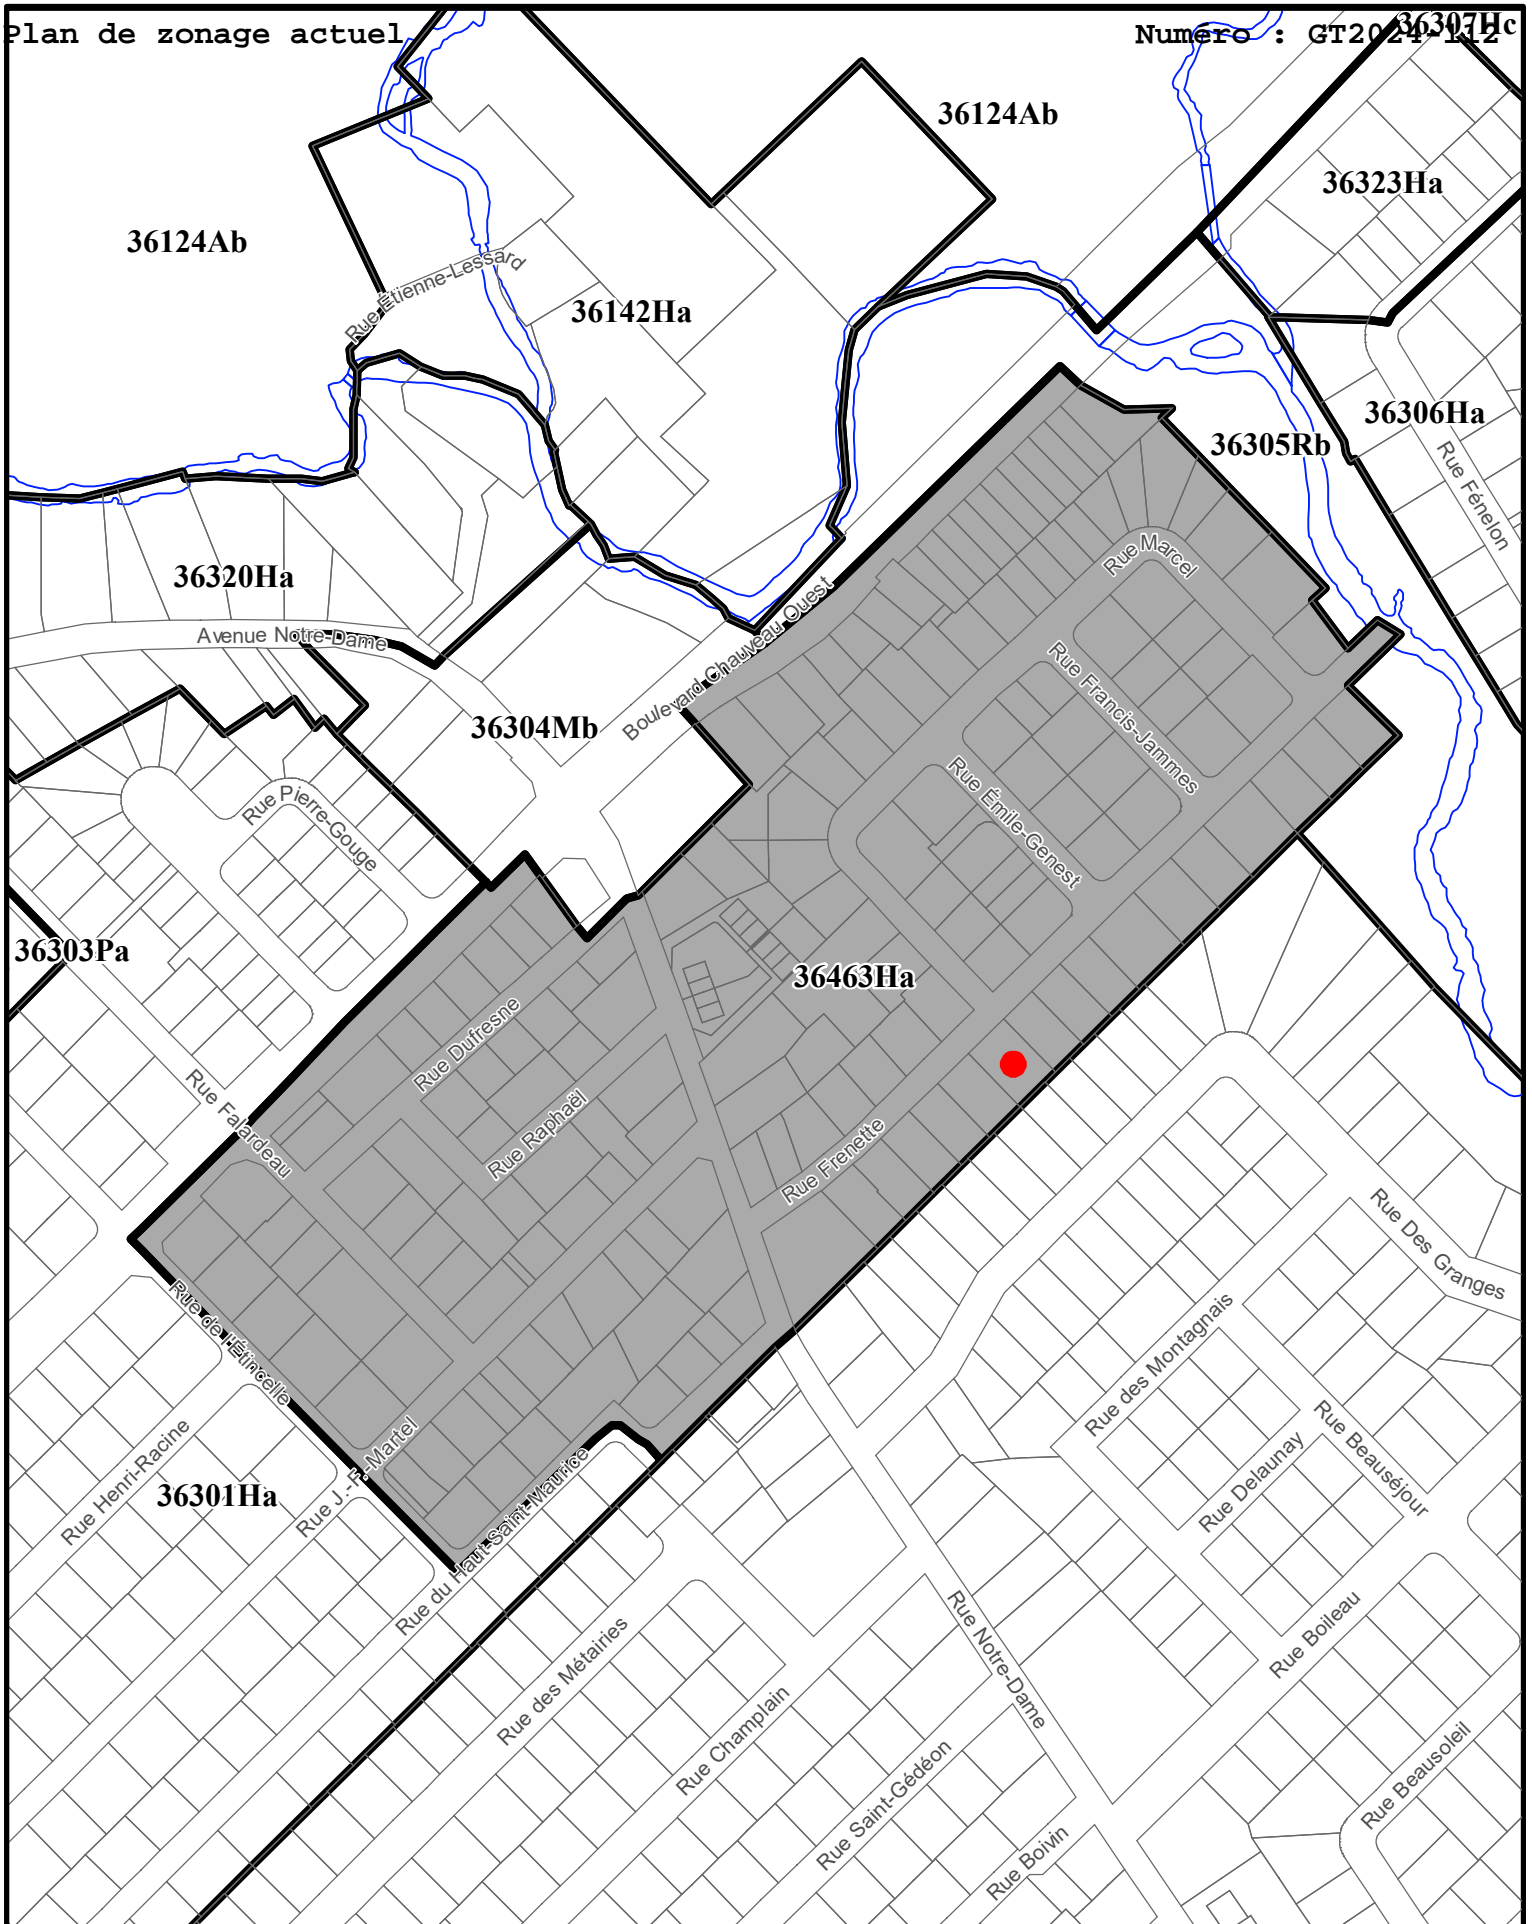 Plan de zonage actuel
Numéro : GT2024-112
36307Hc
36124Ab
36323Ha
36124Ab
Rue Étienne-Lessard
36142Ha
36306Ha
36305Rb
Rue Fénelon
Rue Marcel
36320Ha
Avenue Notre-Dame
Boulevard Chauveau Ouest
Rue Francis-Jammes
36304Mb
Rue Émile-Genest
Rue Pierre-Gouge
36303Pa
36463Ha
Rue Dufresne
Rue Falardeau
Rue Raphaël
Rue Frenette
Rue Des Granges
Rue de l'Étincelle
Rue des Montagnais
Rue Henri-Racine
Rue J.-F.-Martel
36301Ha
Rue du Haut-Saint-Maurice
Rue Delaunay
Rue Beauséjour
Rue des Métairies
Rue Notre-Dame
Rue Boileau
Rue Champlain
Rue Saint-Gédéon
Rue Beausoleil
Rue Boivin